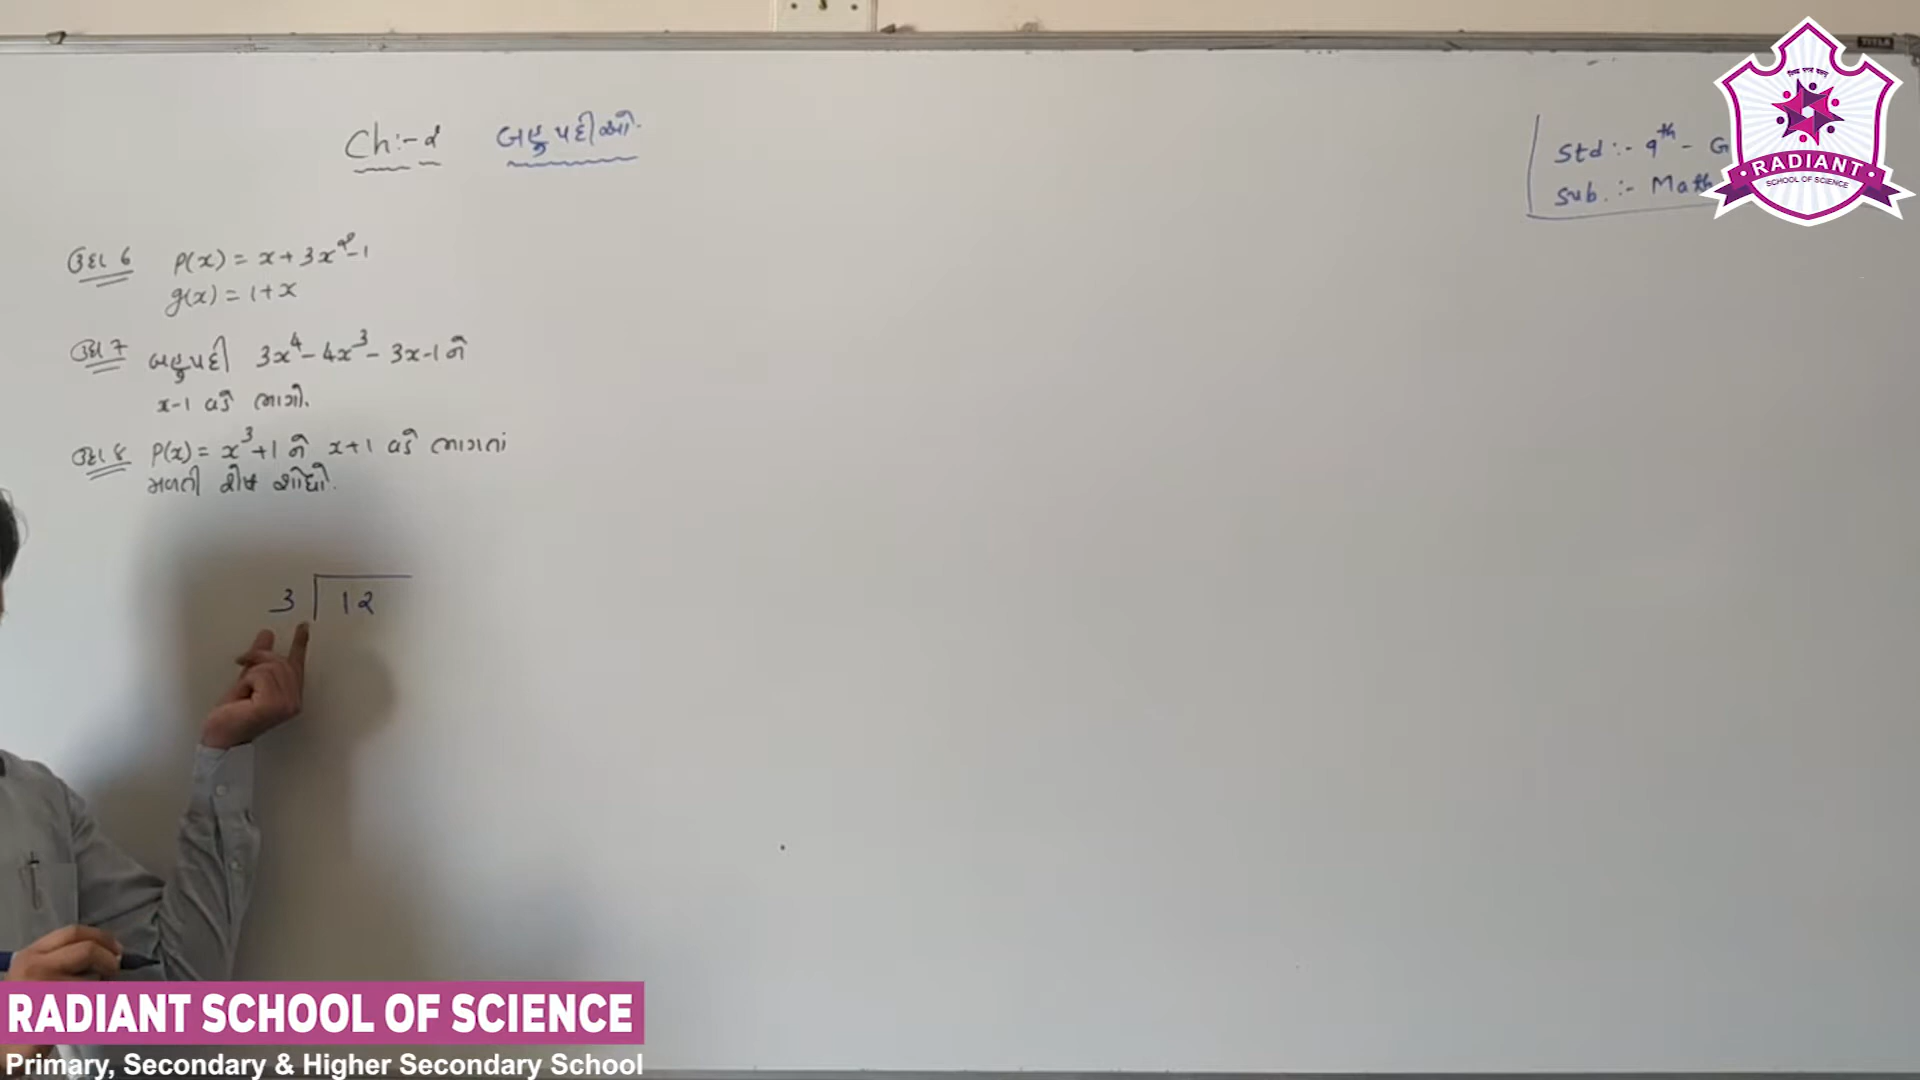 Ch:- ૨ બહુપદીઓ.
Std :- 9th - G
Sub. :- Math
ઉદા 6 P(x) = x + 3x² - 1
g(x) = 1 + x
ઉદા 7 બહુપદી 3x⁴ - 4x³ - 3x - 1 ને
x-1 વડે ભાગો.
ઉદા 8 P(x) = x³ + 1 ને x + 1 વડે ભાગતાં
મળતી શેષ શોધો.
3 12
RADIANT
SCHOOL OF SCIENCE
RADIANT SCHOOL OF SCIENCE
Primary, Secondary & Higher Secondary School